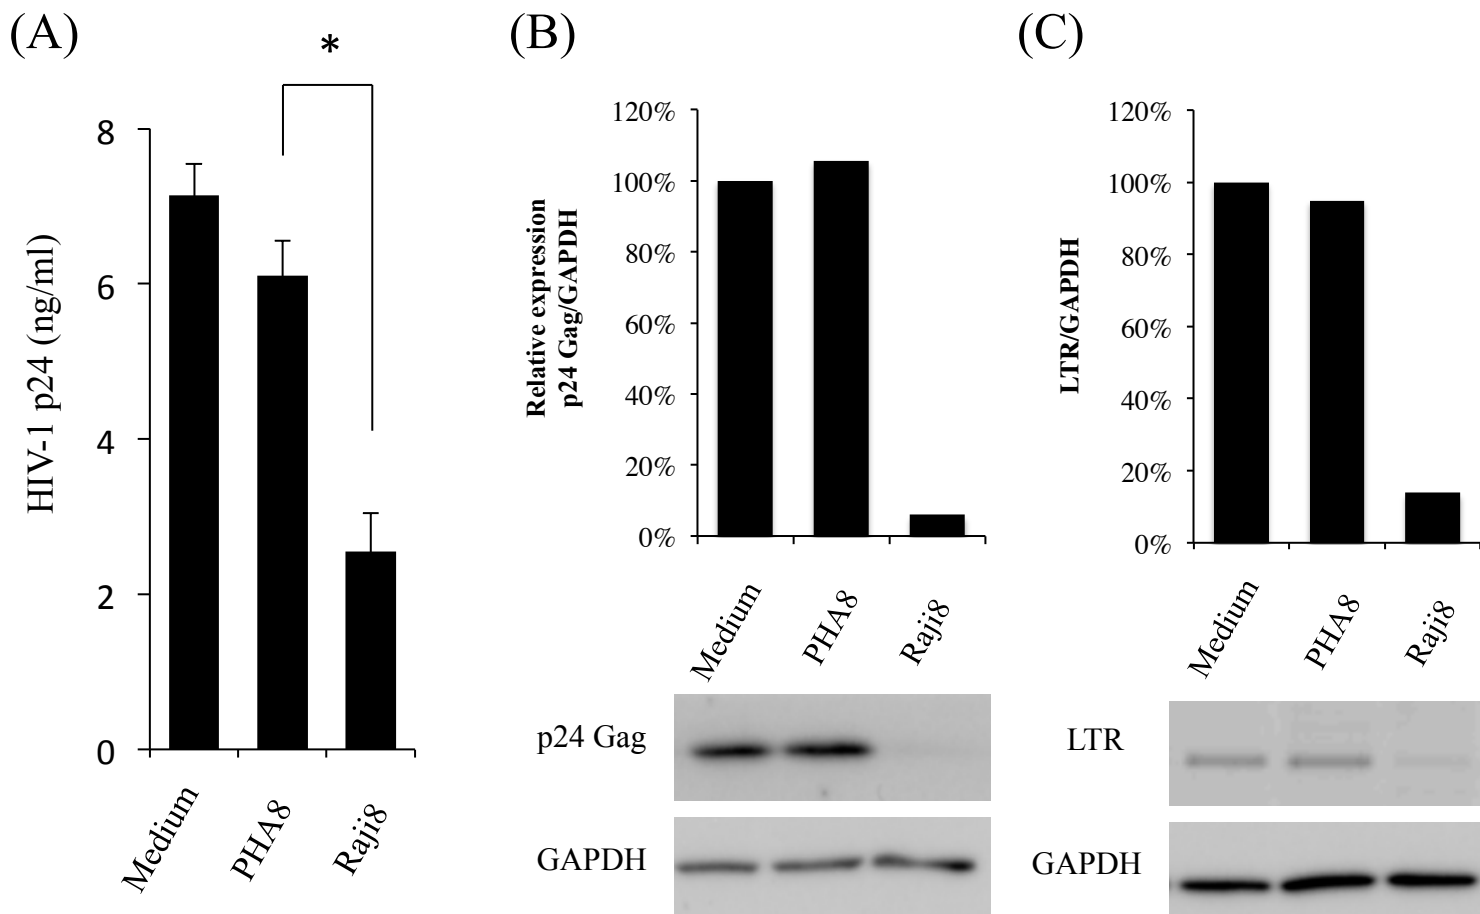 (A)
*
HIV-1 p24 (ng/ml)
8
6
4
2
0
Medium
PHA8
Raji8
(B)
Relative expression
p24 Gag/GAPDH
120%
100%
80%
60%
40%
20%
0%
Medium
PHA8
Raji8
p24 Gag
GAPDH
(C)
LTR/GAPDH
120%
100%
80%
60%
40%
20%
0%
Medium
PHA8
Raji8
LTR
GAPDH